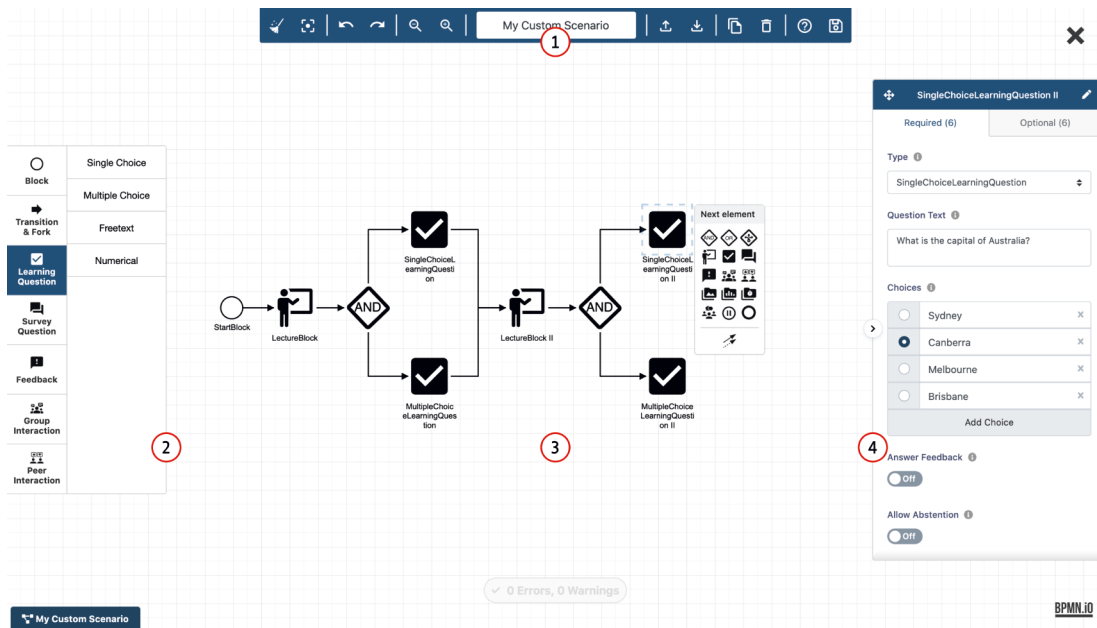 My Custom Scenario
1
SingleChoiceLearningQuestion II
Required (6)
Optional (6)
Type
SingleChoiceLearningQuestion
Question Text
What is the capital of Australia?
Choices
Sydney
Canberra
Melbourne
Brisbane
Add Choice
4
Answer Feedback
Off
Allow Abstention
Off
Block
Transition
& Fork
Learning
Question
Survey
Question
Feedback
Group
Interaction
Peer
Interaction
Single Choice
Multiple Choice
Freetext
Numerical
2
StartBlock
LectureBlock
AND
SingleChoiceL
earningQuesti
on
MultipleChoic
eLearningQues
tion
LectureBlock II
AND
SingleChoiceL
earningQuesti
on II
MultipleChoice
LearningQuesti
on II
Next element
AND
OR
3
0 Errors, 0 Warnings
My Custom Scenario
BPMN.iO